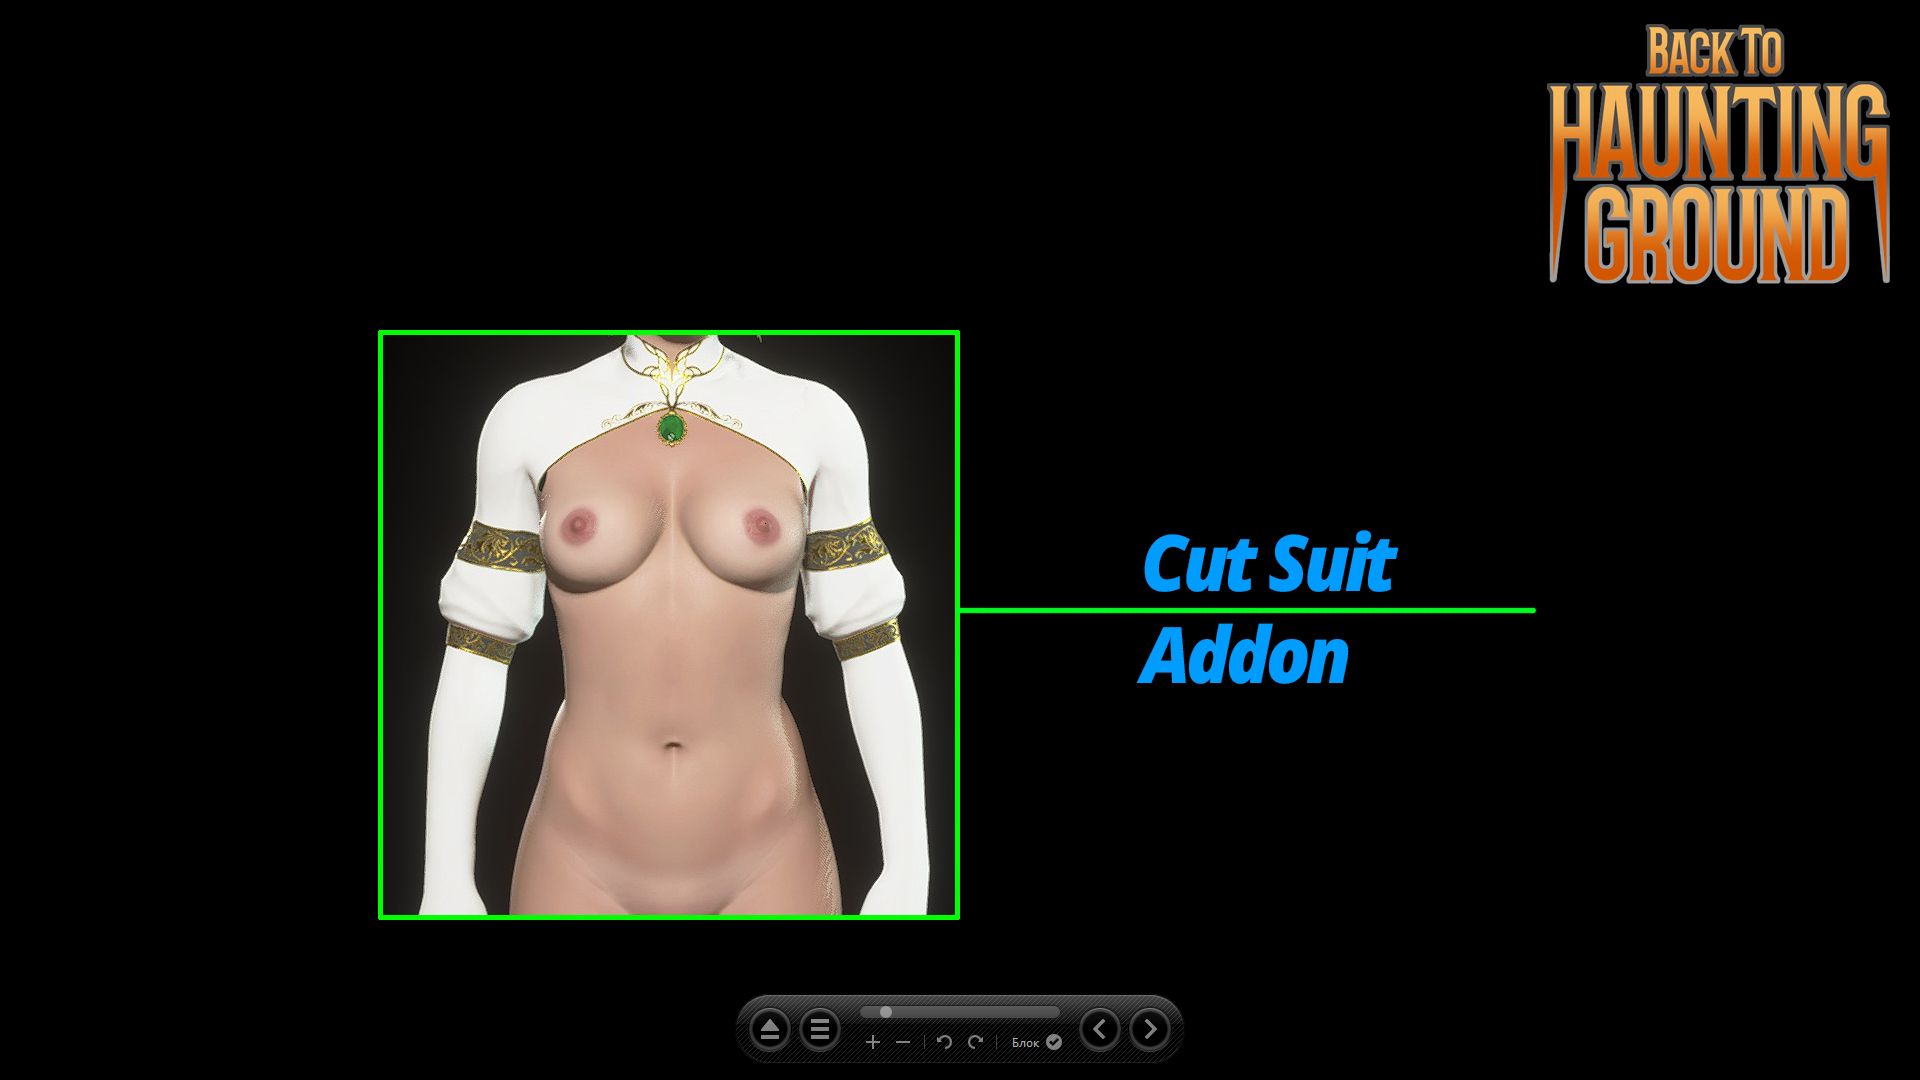 BACK TO
HAUNTING
GROUND
Cut Suit
Addon
Блок